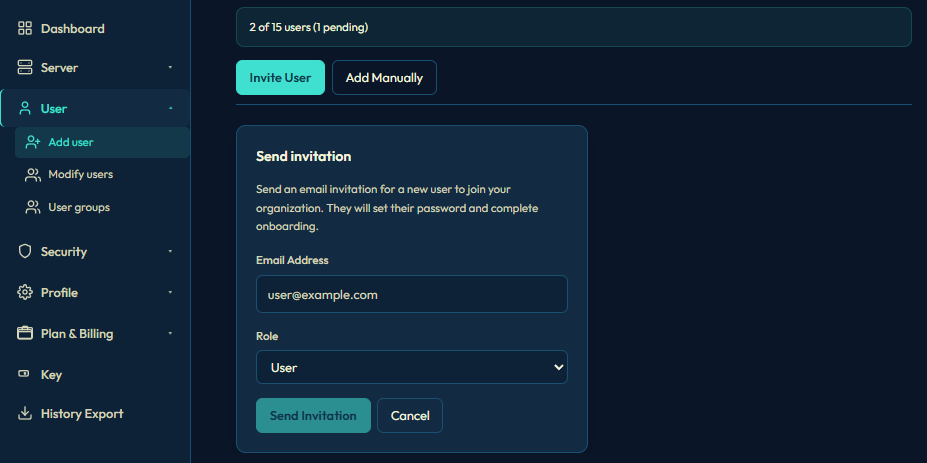 Dashboard
Server
User
Add user
Modify users
User groups
Security
Profile
Plan & Billing
Key
History Export
2 of 15 users (1 pending)
Invite User
Add Manually
Send invitation
Send an email invitation for a new user to join your
organization. They will set their password and complete
onboarding.
Email Address
user@example.com
Role
User
Send Invitation
Cancel